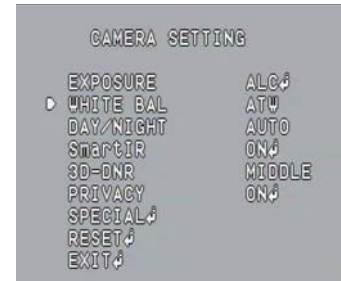 CAMERA SETTING
EXPOSURE ALC↲
WHITE BAL ATW
DAY/NIGHT AUTO
SmartIR ON↲
3D-DNR MIDDLE
PRIVACY ON↲
SPECIAL↲
RESET↲
EXIT↲